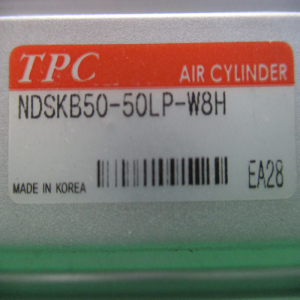 TPC AIR CYLINDER
NDSKB50-50LP-W8H
MADE IN KOREA EA28